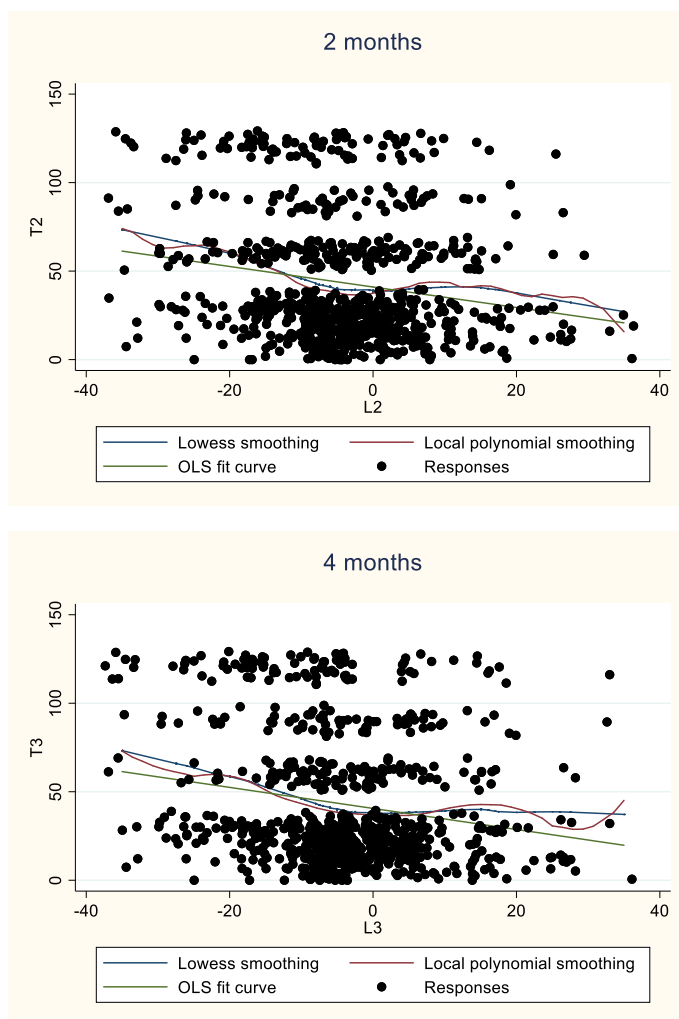 2 months
150
100
50
0
T2
-40 -20 0 20 40
L2
Lowess smoothing Local polynomial smoothing
OLS fit curve Responses
4 months
150
100
50
0
T3
-40 -20 0 20 40
L3
Lowess smoothing Local polynomial smoothing
OLS fit curve Responses